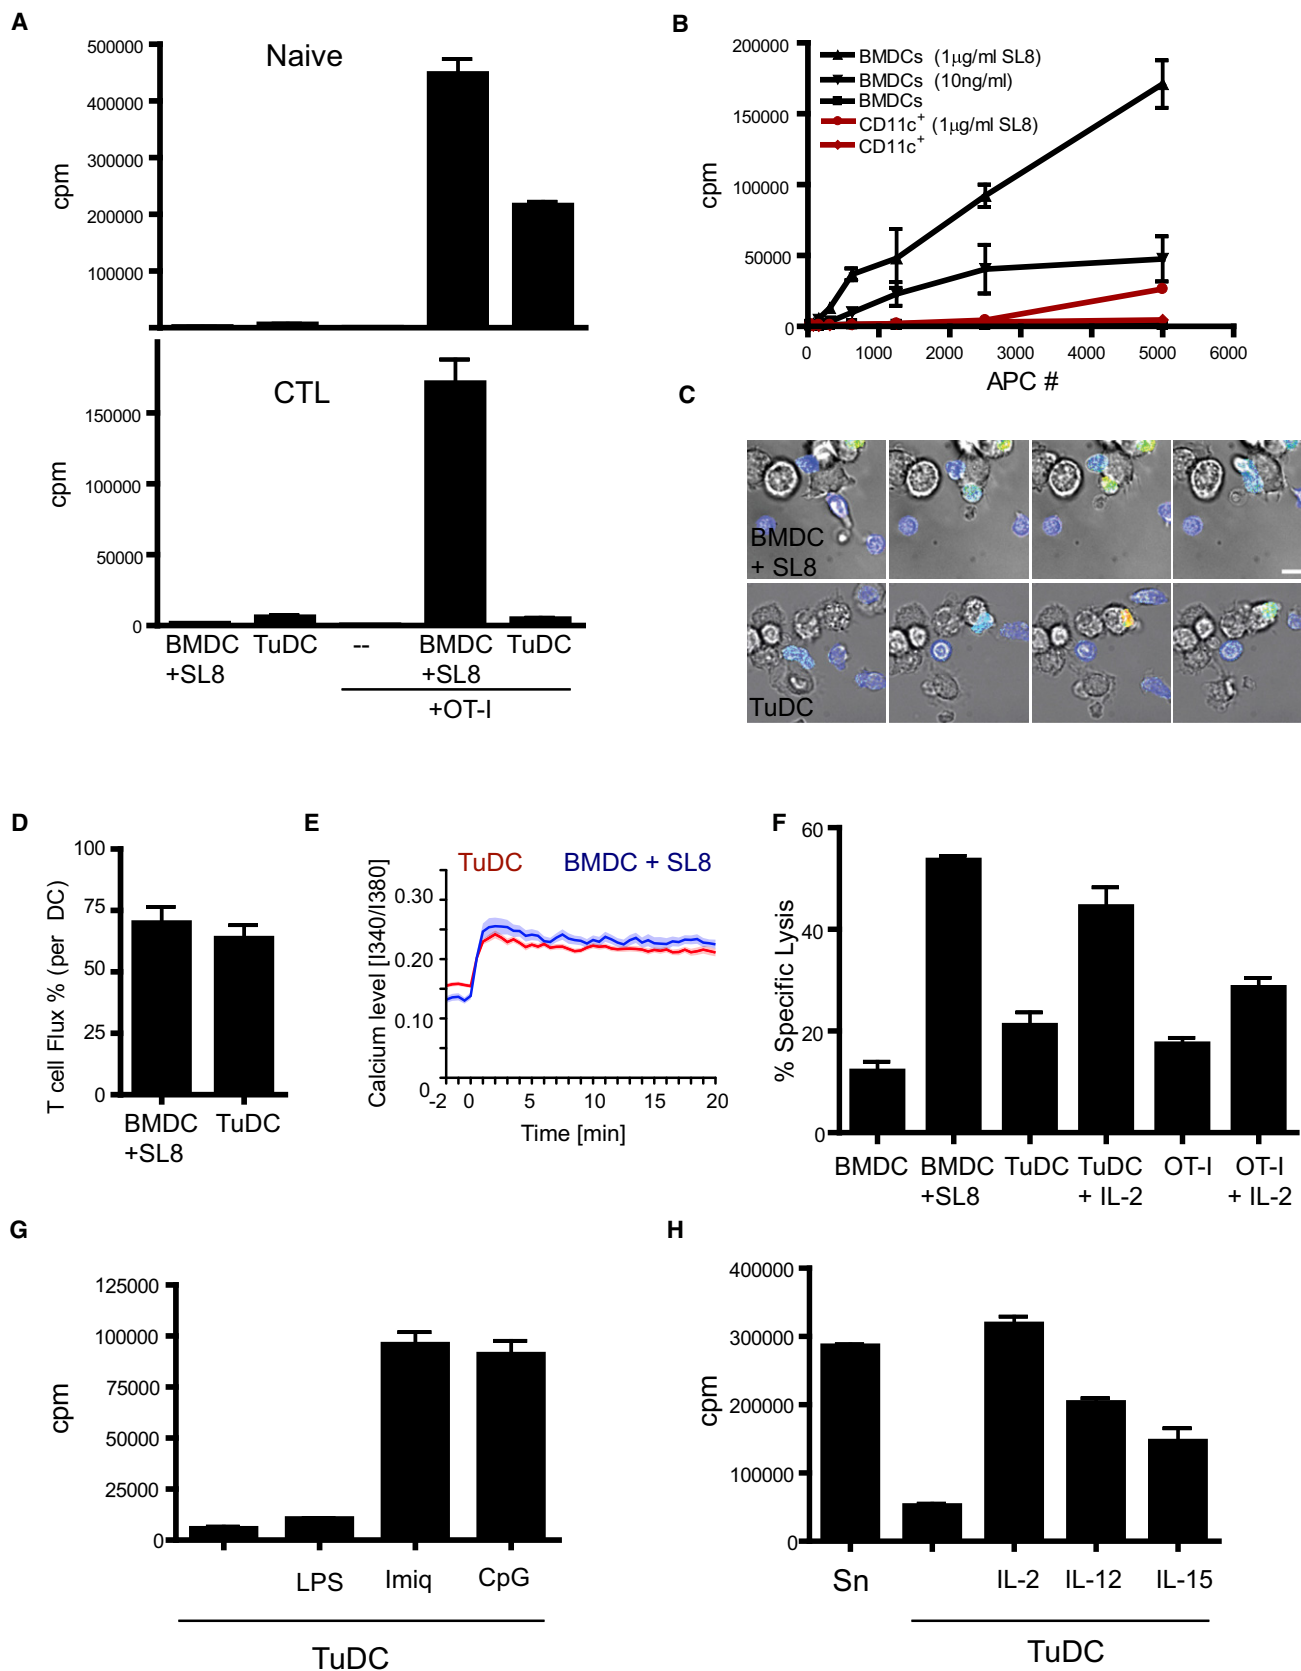 A
500000
400000
300000
200000
100000
cpm
Naive
150000
100000
50000
0
cpm
CTL
BMDC
+SL8
TuDC
--
BMDC
+SL8
TuDC
+OT-I
B
200000
150000
100000
50000
0
cpm
BMDCs (1μg/ml SL8)
BMDCs (10ng/ml)
BMDCs
CD11c+ (1μg/ml SL8)
CD11c+
0 1000 2000 3000 4000 5000 6000
APC #
C
BMDC
+ SL8
TuDC
D
100
75
50
25
0
T cell Flux % (per DC)
BMDC
+SL8
TuDC
E
TuDC BMDC + SL8
0.30
0.20
0.10
0
Calcium level [I340/I380]
-2 0 5 10 15 20
Time [min]
F
60
40
20
0
% Specific Lysis
BMDC
BMDC
+SL8
TuDC
TuDC
+ IL-2
OT-I
OT-I
+ IL-2
G
125000
100000
75000
50000
25000
0
cpm
LPS Imiq CpG
TuDC
H
400000
300000
200000
100000
0
cpm
Sn IL-2 IL-12 IL-15
TuDC